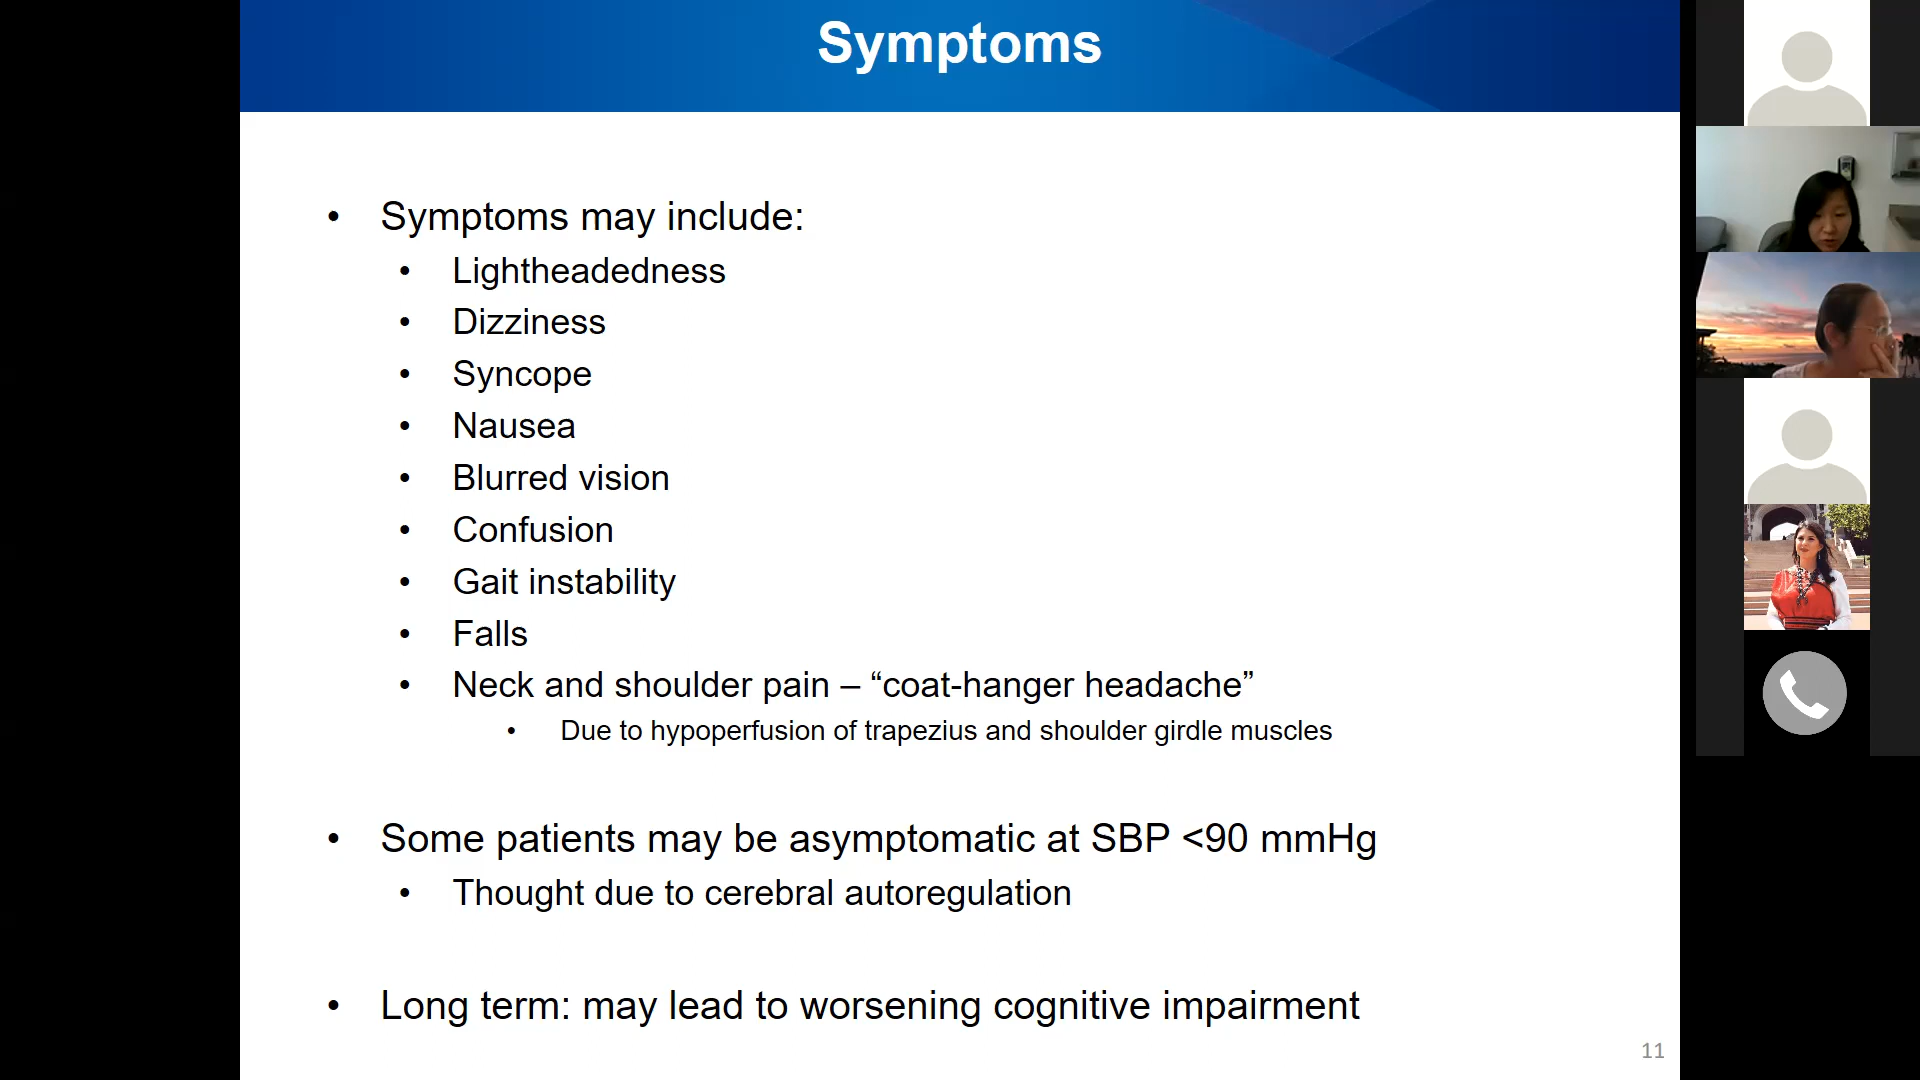 Symptoms
• Symptoms may include:
• Lightheadedness
• Dizziness
• Syncope
• Nausea
• Blurred vision
• Confusion
• Gait instability
• Falls
• Neck and shoulder pain – “coat-hanger headache”
• Due to hypoperfusion of trapezius and shoulder girdle muscles
• Some patients may be asymptomatic at SBP <90 mmHg
• Thought due to cerebral autoregulation
• Long term: may lead to worsening cognitive impairment
11